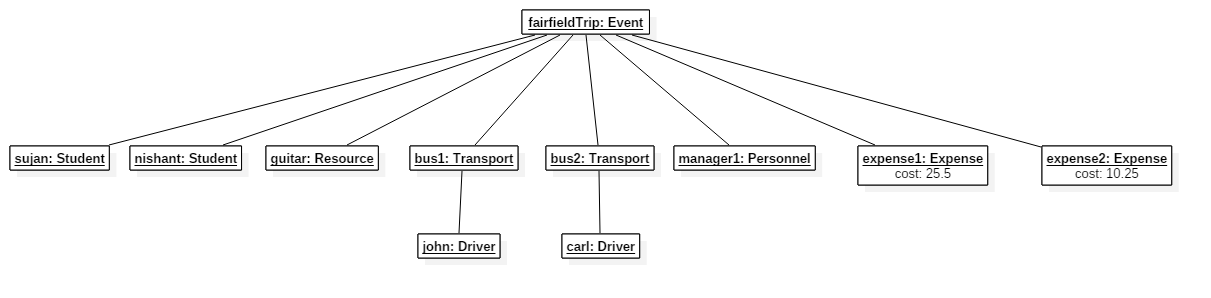 fairfieldTrip: Event
sujan: Student
nishant: Student
guitar: Resource
bus1: Transport
bus2: Transport
manager1: Personnel
expense1: Expense
cost: 25.5
expense2: Expense
cost: 10.25
john: Driver
carl: Driver